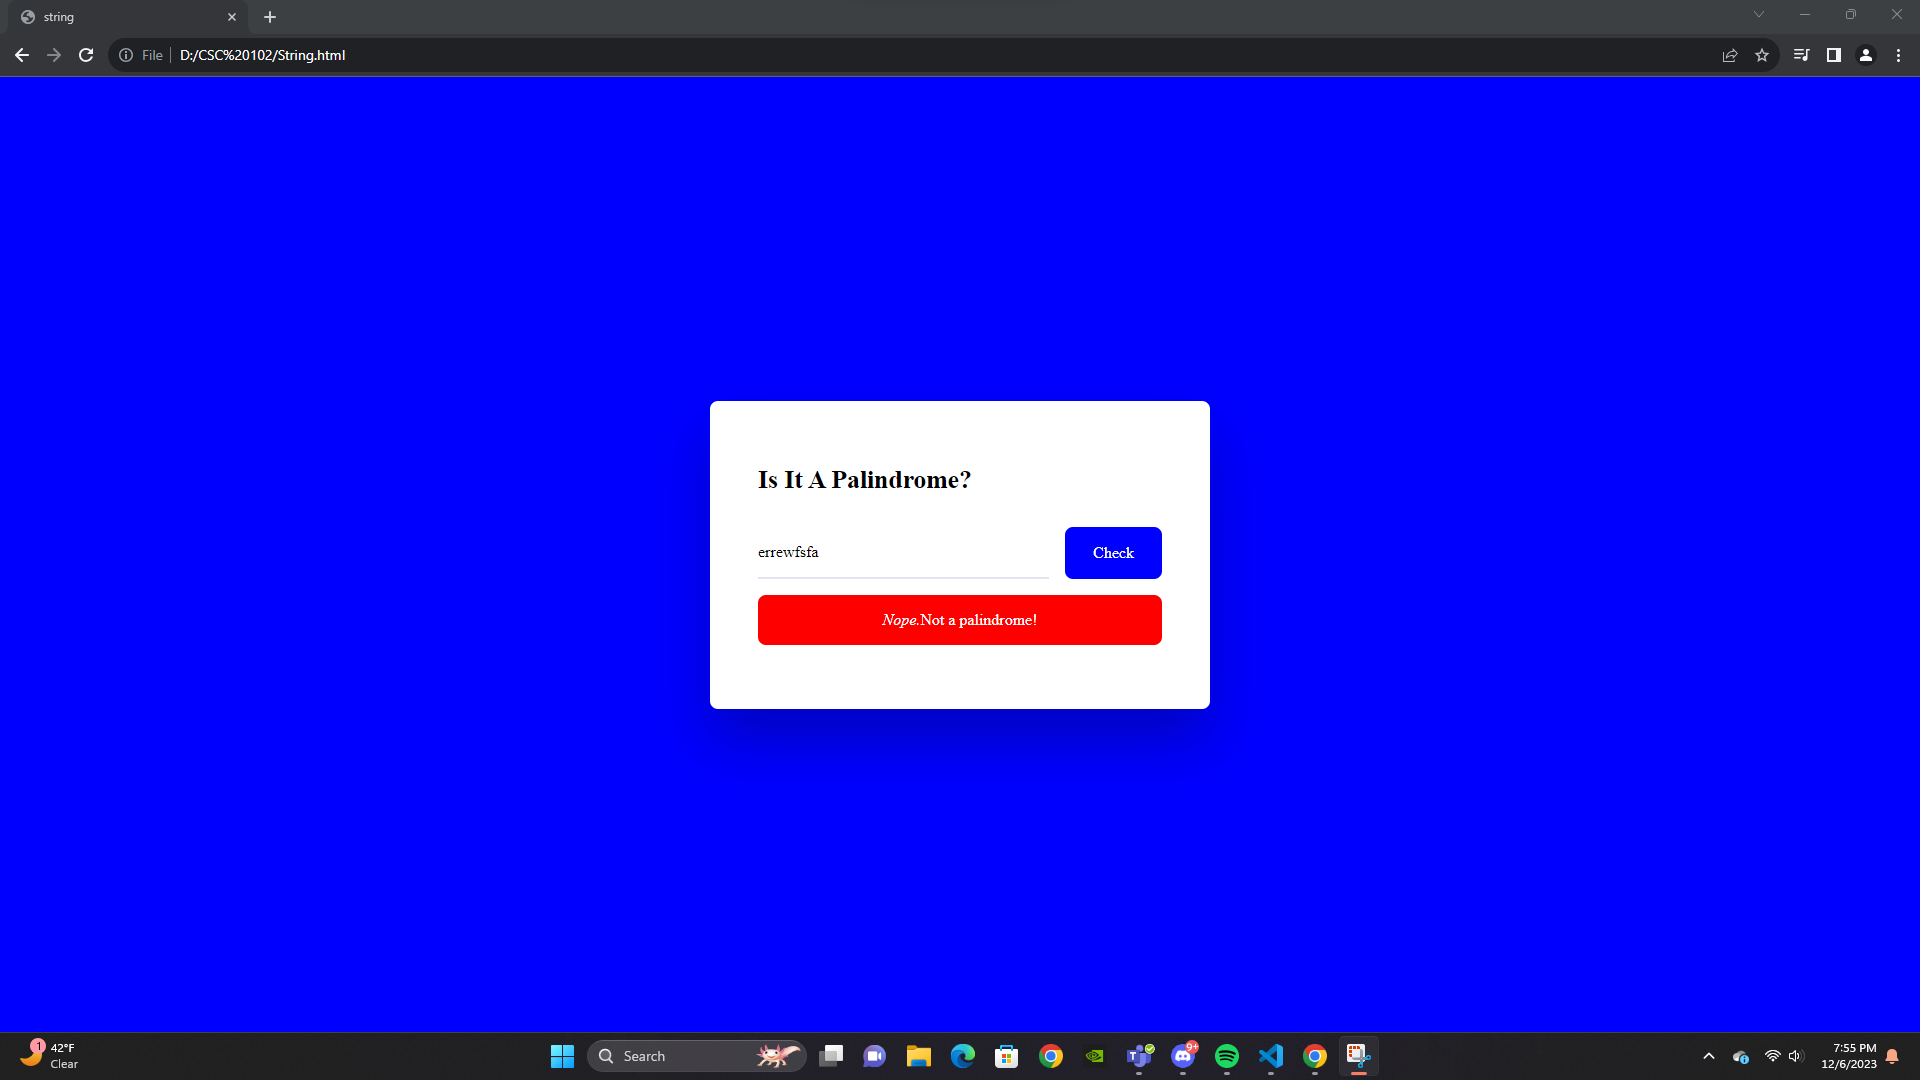 string
File
D:/CSC%20102/String.html
Is It A Palindrome?
errewfsfa
Check
Nope.Not a palindrome!
1
42°F
Clear
Search
T
9+
7:55 PM
12/6/2023